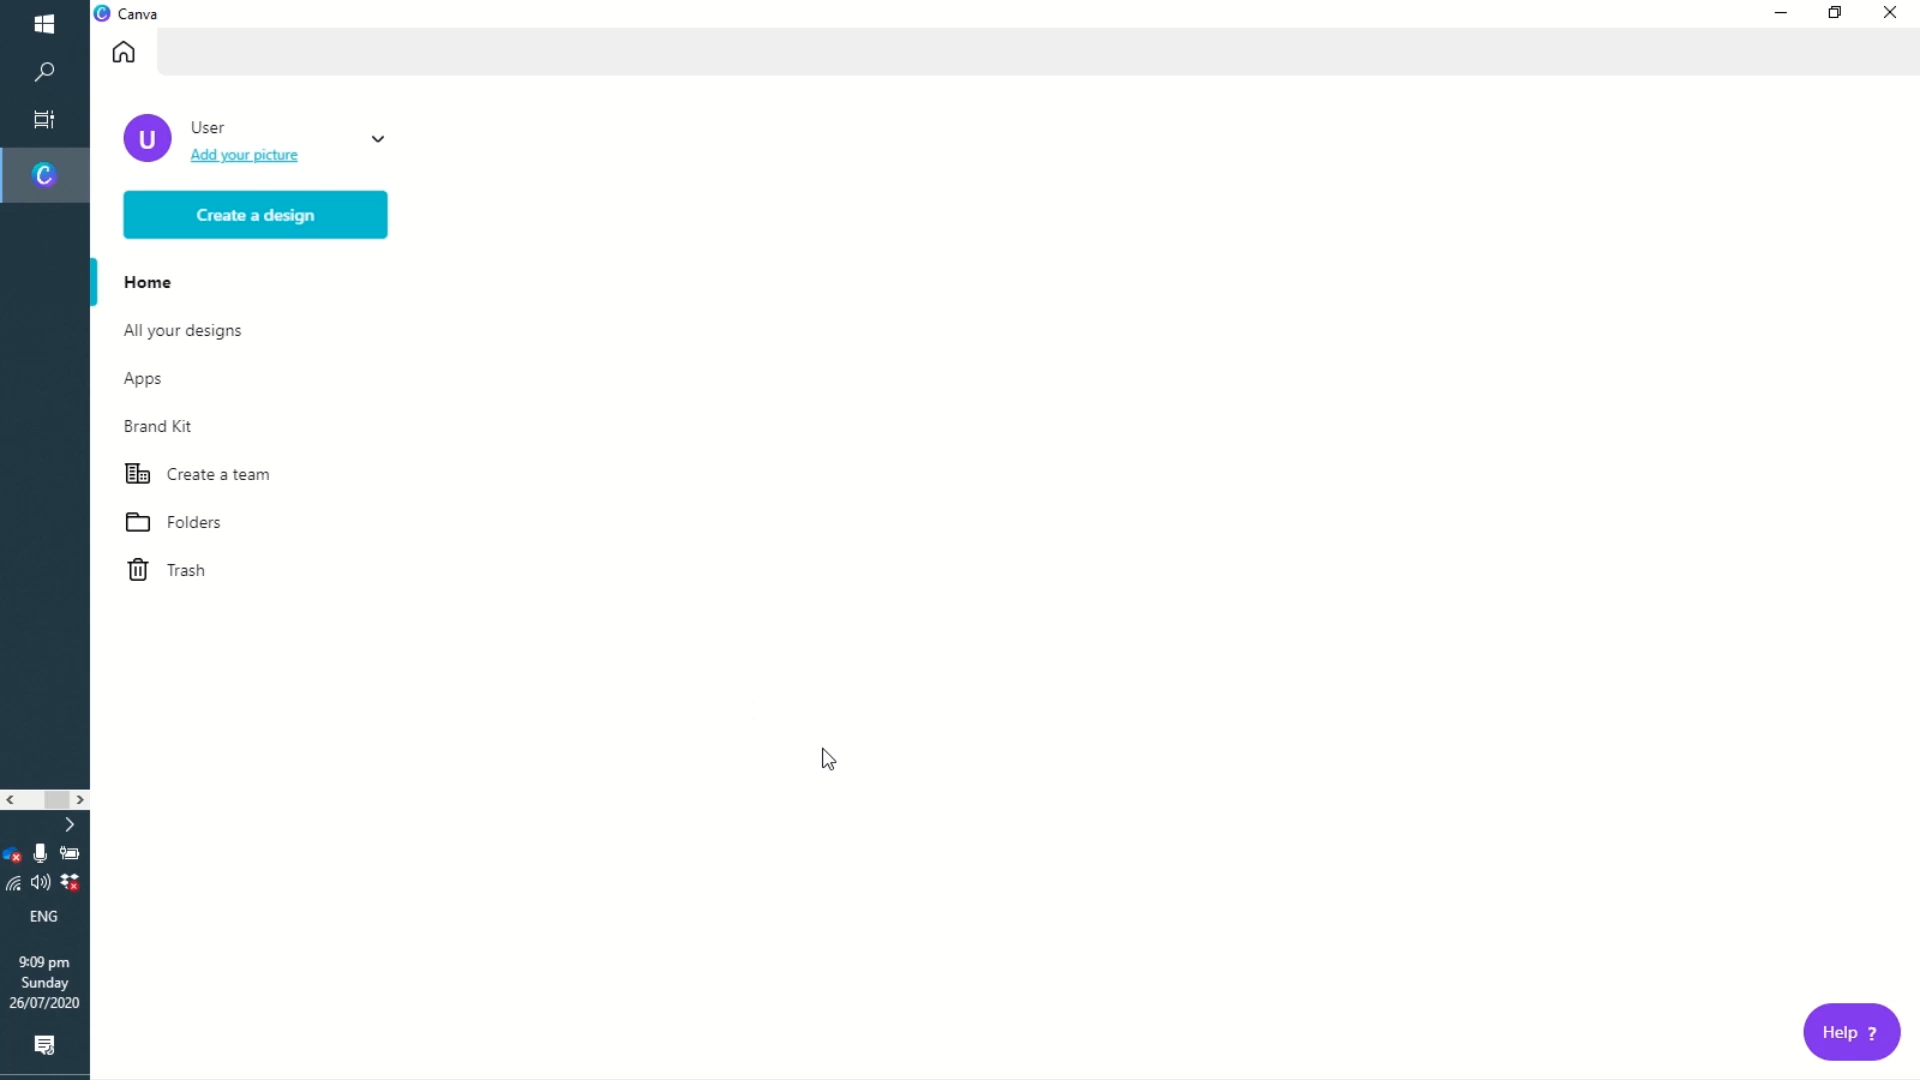 Canva
U
User
Add your picture
Create a design
Home
All your designs
Apps
Brand Kit
Create a team
Folders
Trash
ENG
9:09 pm
Sunday
26/07/2020
Help ?